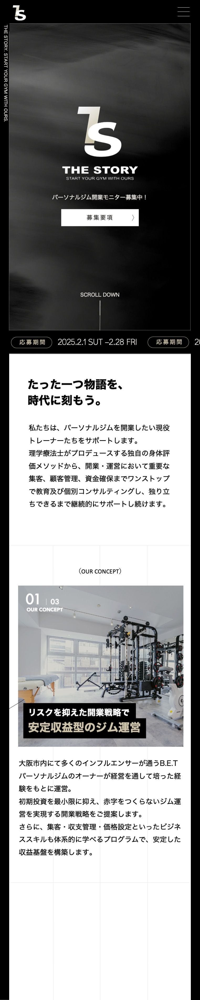 1S
THE STORY. START YOUR GYM WITH OURS.
1S
THE STORY
START YOUR GYM WITH OURS
パーソナルジム開業モニター募集中！
募集要項 〉
SCROLL DOWN
応募期間 2025.2.1 SUT –2.28 FRI 応募期間 20
たった一つ物語を、
時代に刻もう。
私たちは、パーソナルジムを開業したい現役
トレーナーたちをサポートします。
理学療法士がプロデュースする独自の身体評
価メソッドから、開業・運営において重要な
集客、顧客管理、資金確保までワンストップ
で教育及び個別コンサルティングし、独り立
ちできるまで継続的にサポートし続けます。
（OUR CONCEPT）
01 03
OUR CONCEPT
リスクを抑えた開業戦略で
安定収益型のジム運営
大阪市内にて多くのインフルエンサーが通うB.E.T
パーソナルジムのオーナーが経営を通して培った経
験をもとに運営。
初期投資を最小限に抑え、赤字をつくらないジム運
営を実現する開業戦略をご提案します。
さらに、集客・収支管理・価格設定といったビジネ
ススキルも体系的に学べるプログラムで、安定した
収益基盤を構築します。